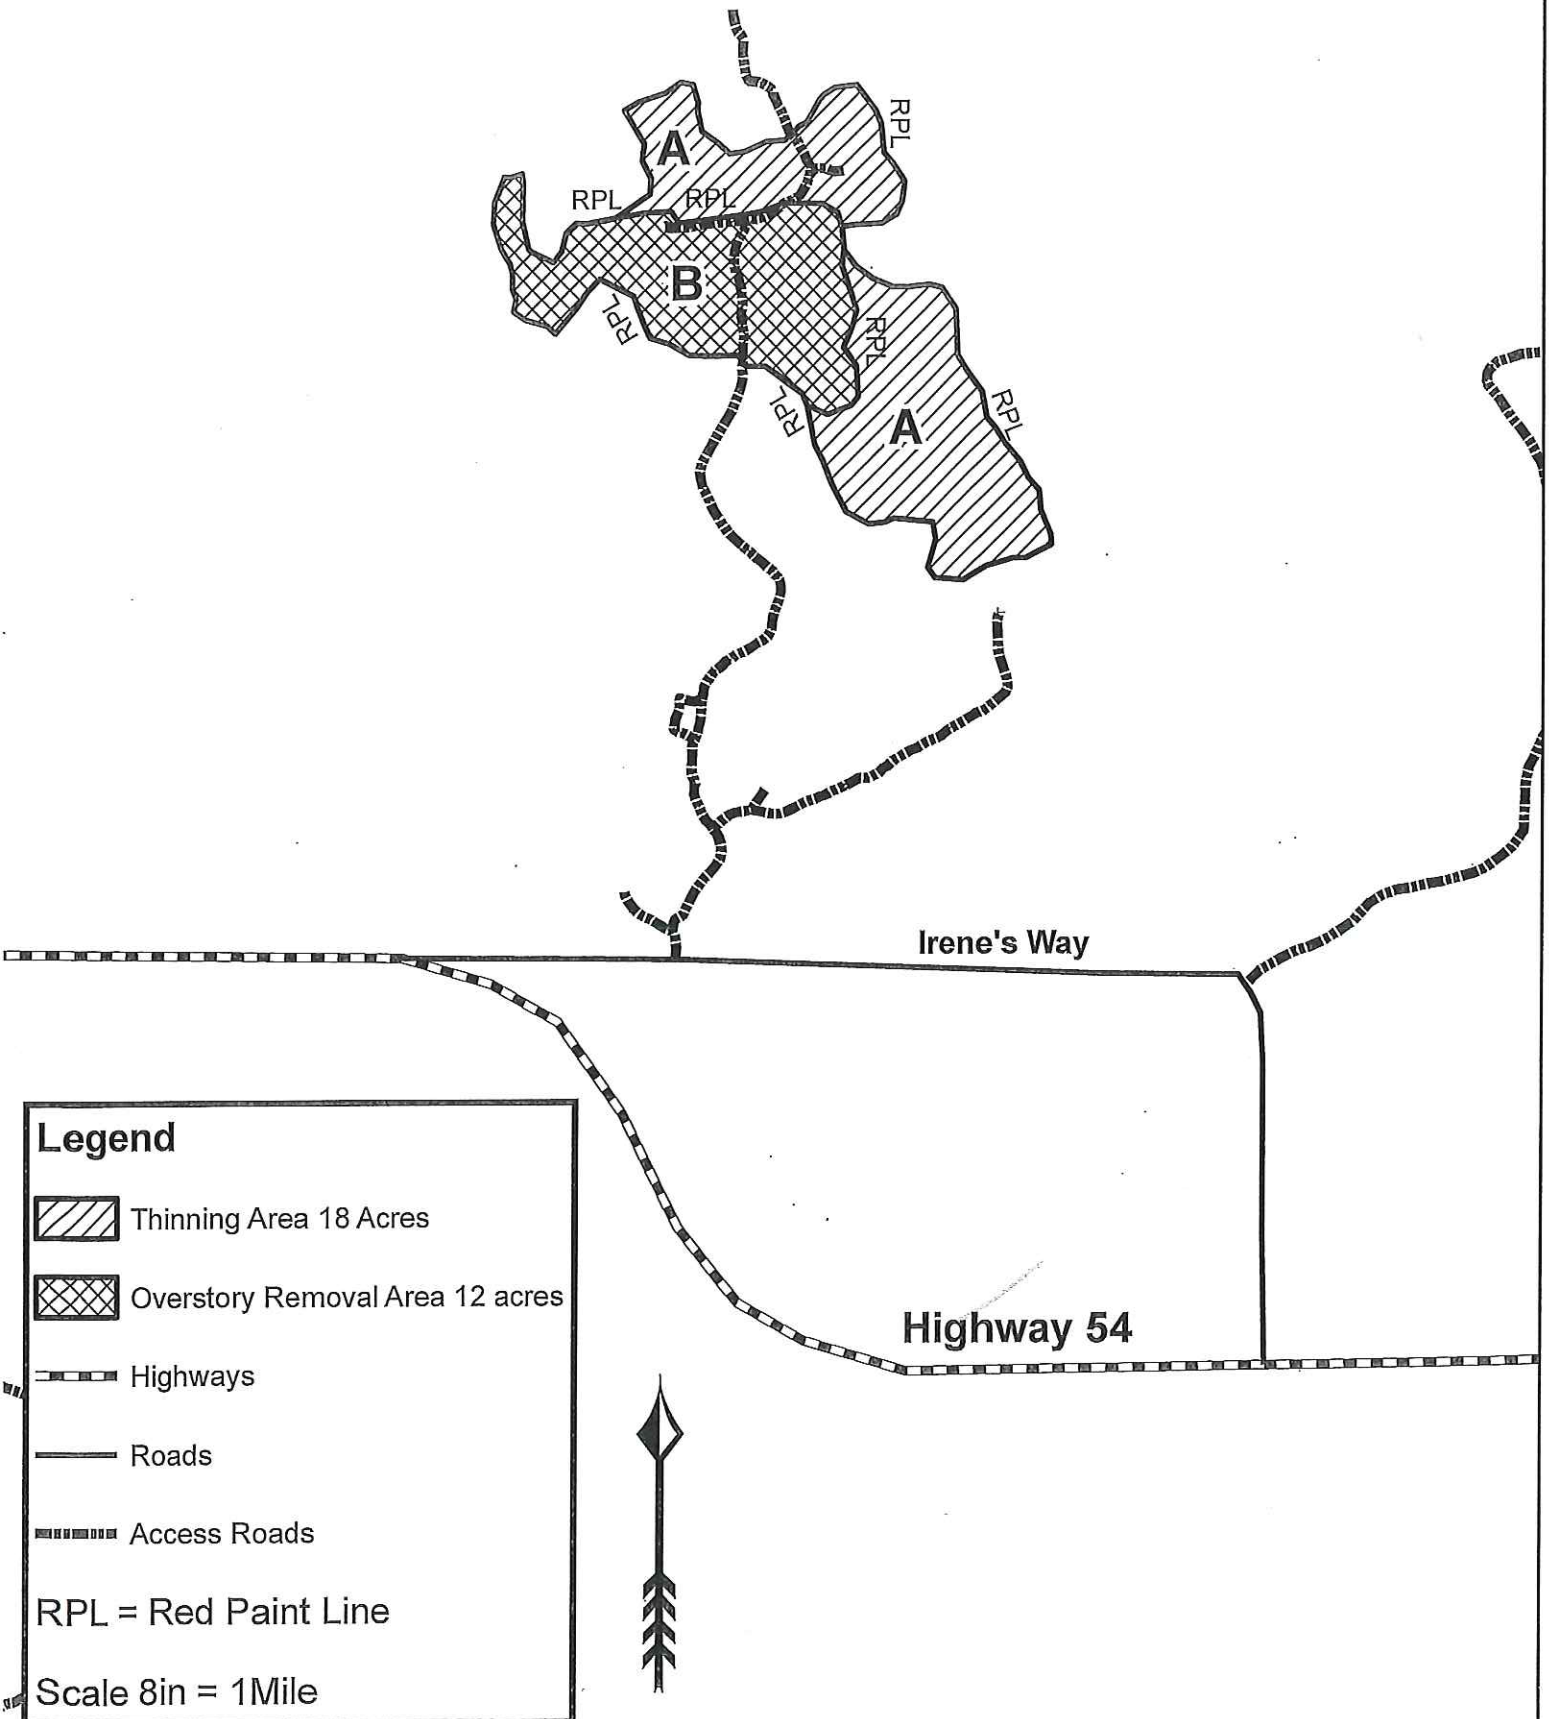 RPL
A
RPL
RPL
B
RPL
RPL
RPL
RPL
A
Irene's Way
Highway 54
Legend
Thinning Area 18 Acres
Overstory Removal Area 12 acres
Highways
Roads
Access Roads
RPL = Red Paint Line
Scale 8in = 1Mile